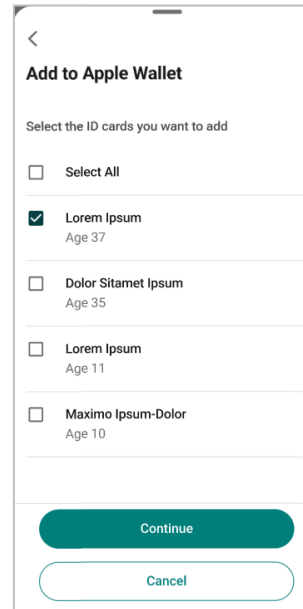 Add to Apple Wallet
Select the ID cards you want to add
Select All
Lorem Ipsum
Age 37
Dolor Sitamet Ipsum
Age 35
Lorem Ipsum
Age 11
Maximo Ipsum-Dolor
Age 10
Continue
Cancel